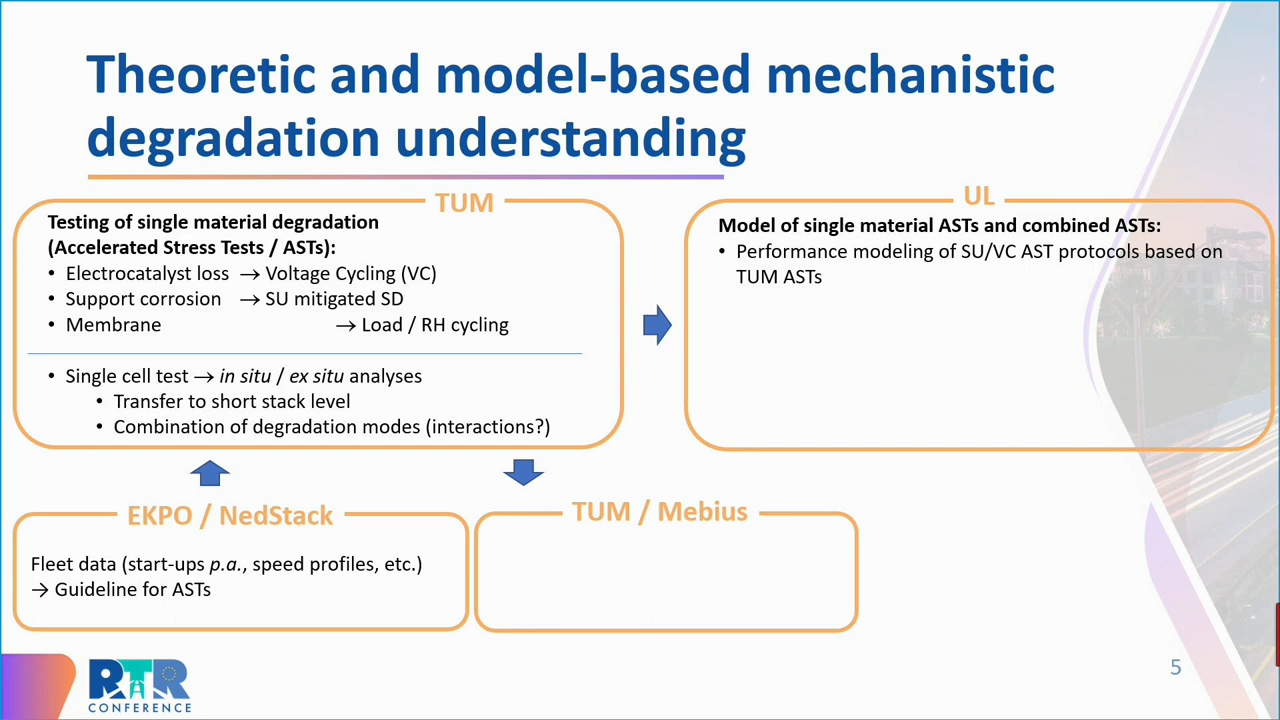 Theoretic and model-based mechanistic
degradation understanding
TUM
Testing of single material degradation
(Accelerated Stress Tests / ASTs):
• Electrocatalyst loss → Voltage Cycling (VC)
• Support corrosion → SU mitigated SD
• Membrane → Load / RH cycling
• Single cell test → in situ / ex situ analyses
• Transfer to short stack level
• Combination of degradation modes (interactions?)
UL
Model of single material ASTs and combined ASTs:
• Performance modeling of SU/VC AST protocols based on
TUM ASTs
EKPO / NedStack
Fleet data (start-ups p.a., speed profiles, etc.)
→ Guideline for ASTs
TUM / Mebius
RTR
CONFERENCE
5